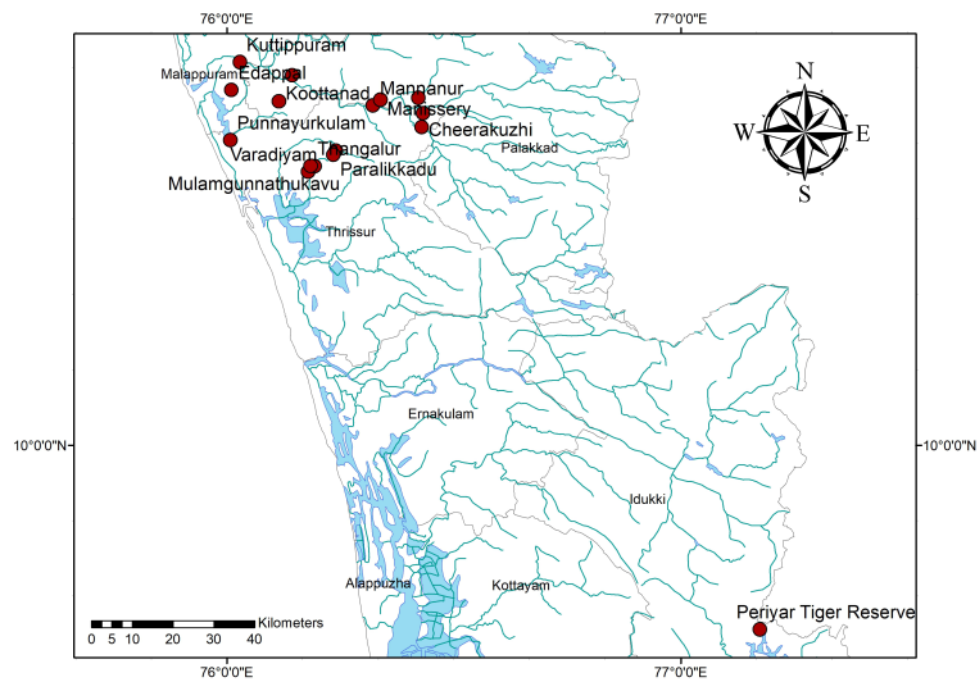 76°0'0"E 77°0'0"E
Kuttippuram
Malappuram Edappal
Koottanad Mannanur
Manissery
Punnayurkulam Cheerakuzhi
Varadiyam Thangalur Palakkad
Mulamgunnathukavu Paralikkadu
N
W E
S
Thrissur
Ernakulam
10°0'0"N 10°0'0"N
Idukki
Alappuzha Kottayam
Periyar Tiger Reserve
Kilometers
0 5 10 20 30 40
76°0'0"E 77°0'0"E